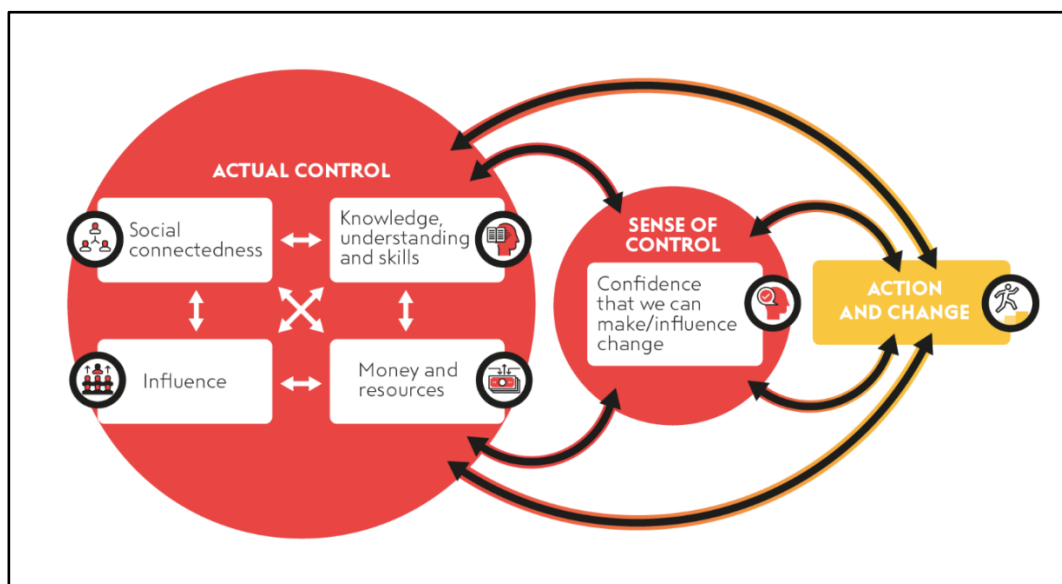 ACTUAL CONTROL
Social
connectedness
Knowledge,
understanding
and skills
Influence
Money and
resources
SENSE OF
CONTROL
Confidence
that we can
make/influence
change
ACTION
AND CHANGE